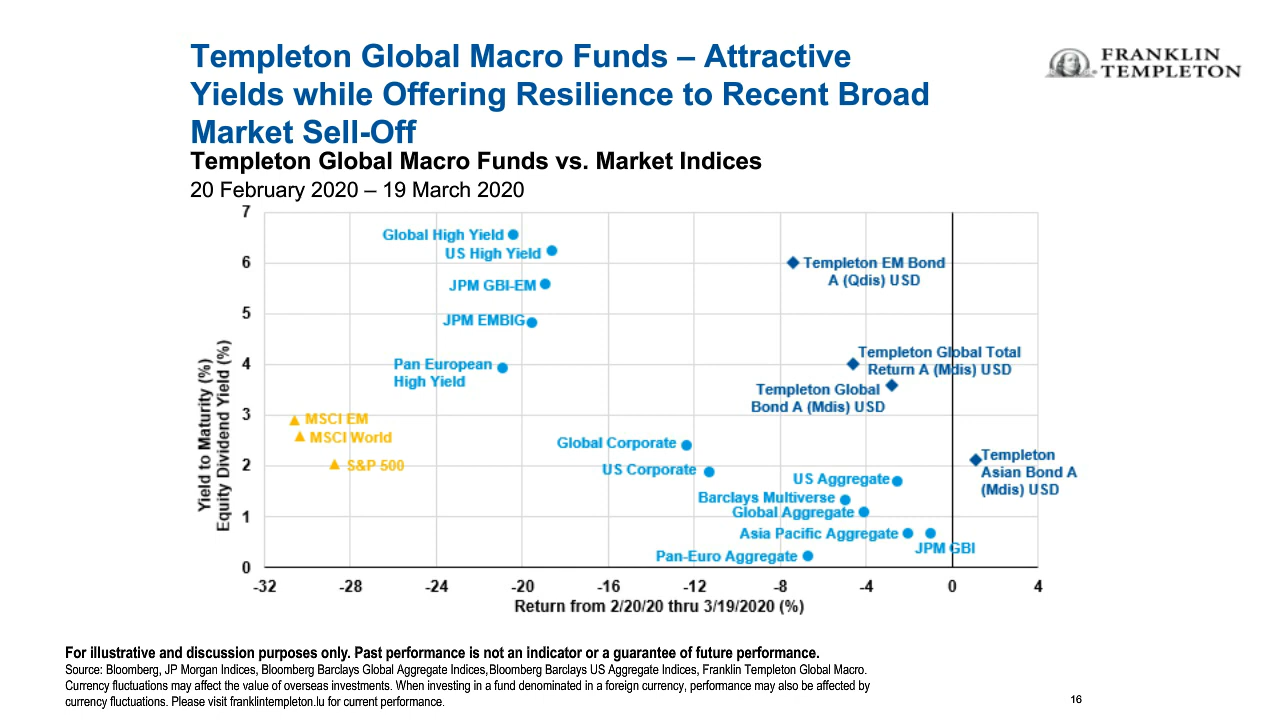 Templeton Global Macro Funds – Attractive
Yields while Offering Resilience to Recent Broad
Market Sell-Off
FRANKLIN
TEMPLETON
Templeton Global Macro Funds vs. Market Indices
20 February 2020 – 19 March 2020
Yield to Maturity (%)
Equity Dividend Yield (%)
7
6
5
4
3
2
1
0
Global High Yield
US High Yield
JPM GBI-EM
JPM EMBIG
Pan European
High Yield
MSCI EM
MSCI World
S&P 500
Templeton EM Bond
A (Qdis) USD
Templeton Global Total
Return A (Mdis) USD
Templeton Global
Bond A (Mdis) USD
Global Corporate
US Corporate
Templeton
Asian Bond A
(Mdis) USD
US Aggregate
Barclays Multiverse
Global Aggregate
Asia Pacific Aggregate
JPM GBI
Pan-Euro Aggregate
-32 -28 -24 -20 -16 -12 -8 -4 0 4
Return from 2/20/20 thru 3/19/2020 (%)
For illustrative and discussion purposes only. Past performance is not an indicator or a guarantee of future performance.
Source: Bloomberg, JP Morgan Indices, Bloomberg Barclays Global Aggregate Indices,Bloomberg Barclays US Aggregate Indices, Franklin Templeton Global Macro.
Currency fluctuations may affect the value of overseas investments. When investing in a fund denominated in a foreign currency, performance may also be affected by
currency fluctuations. Please visit franklintempleton.lu for current performance.
16